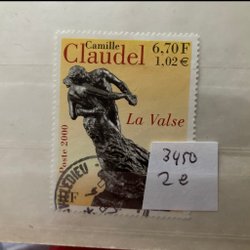 Camille
Claudel
6,70 F
1,02 €
La Valse
Poste 2000
3450
2 e